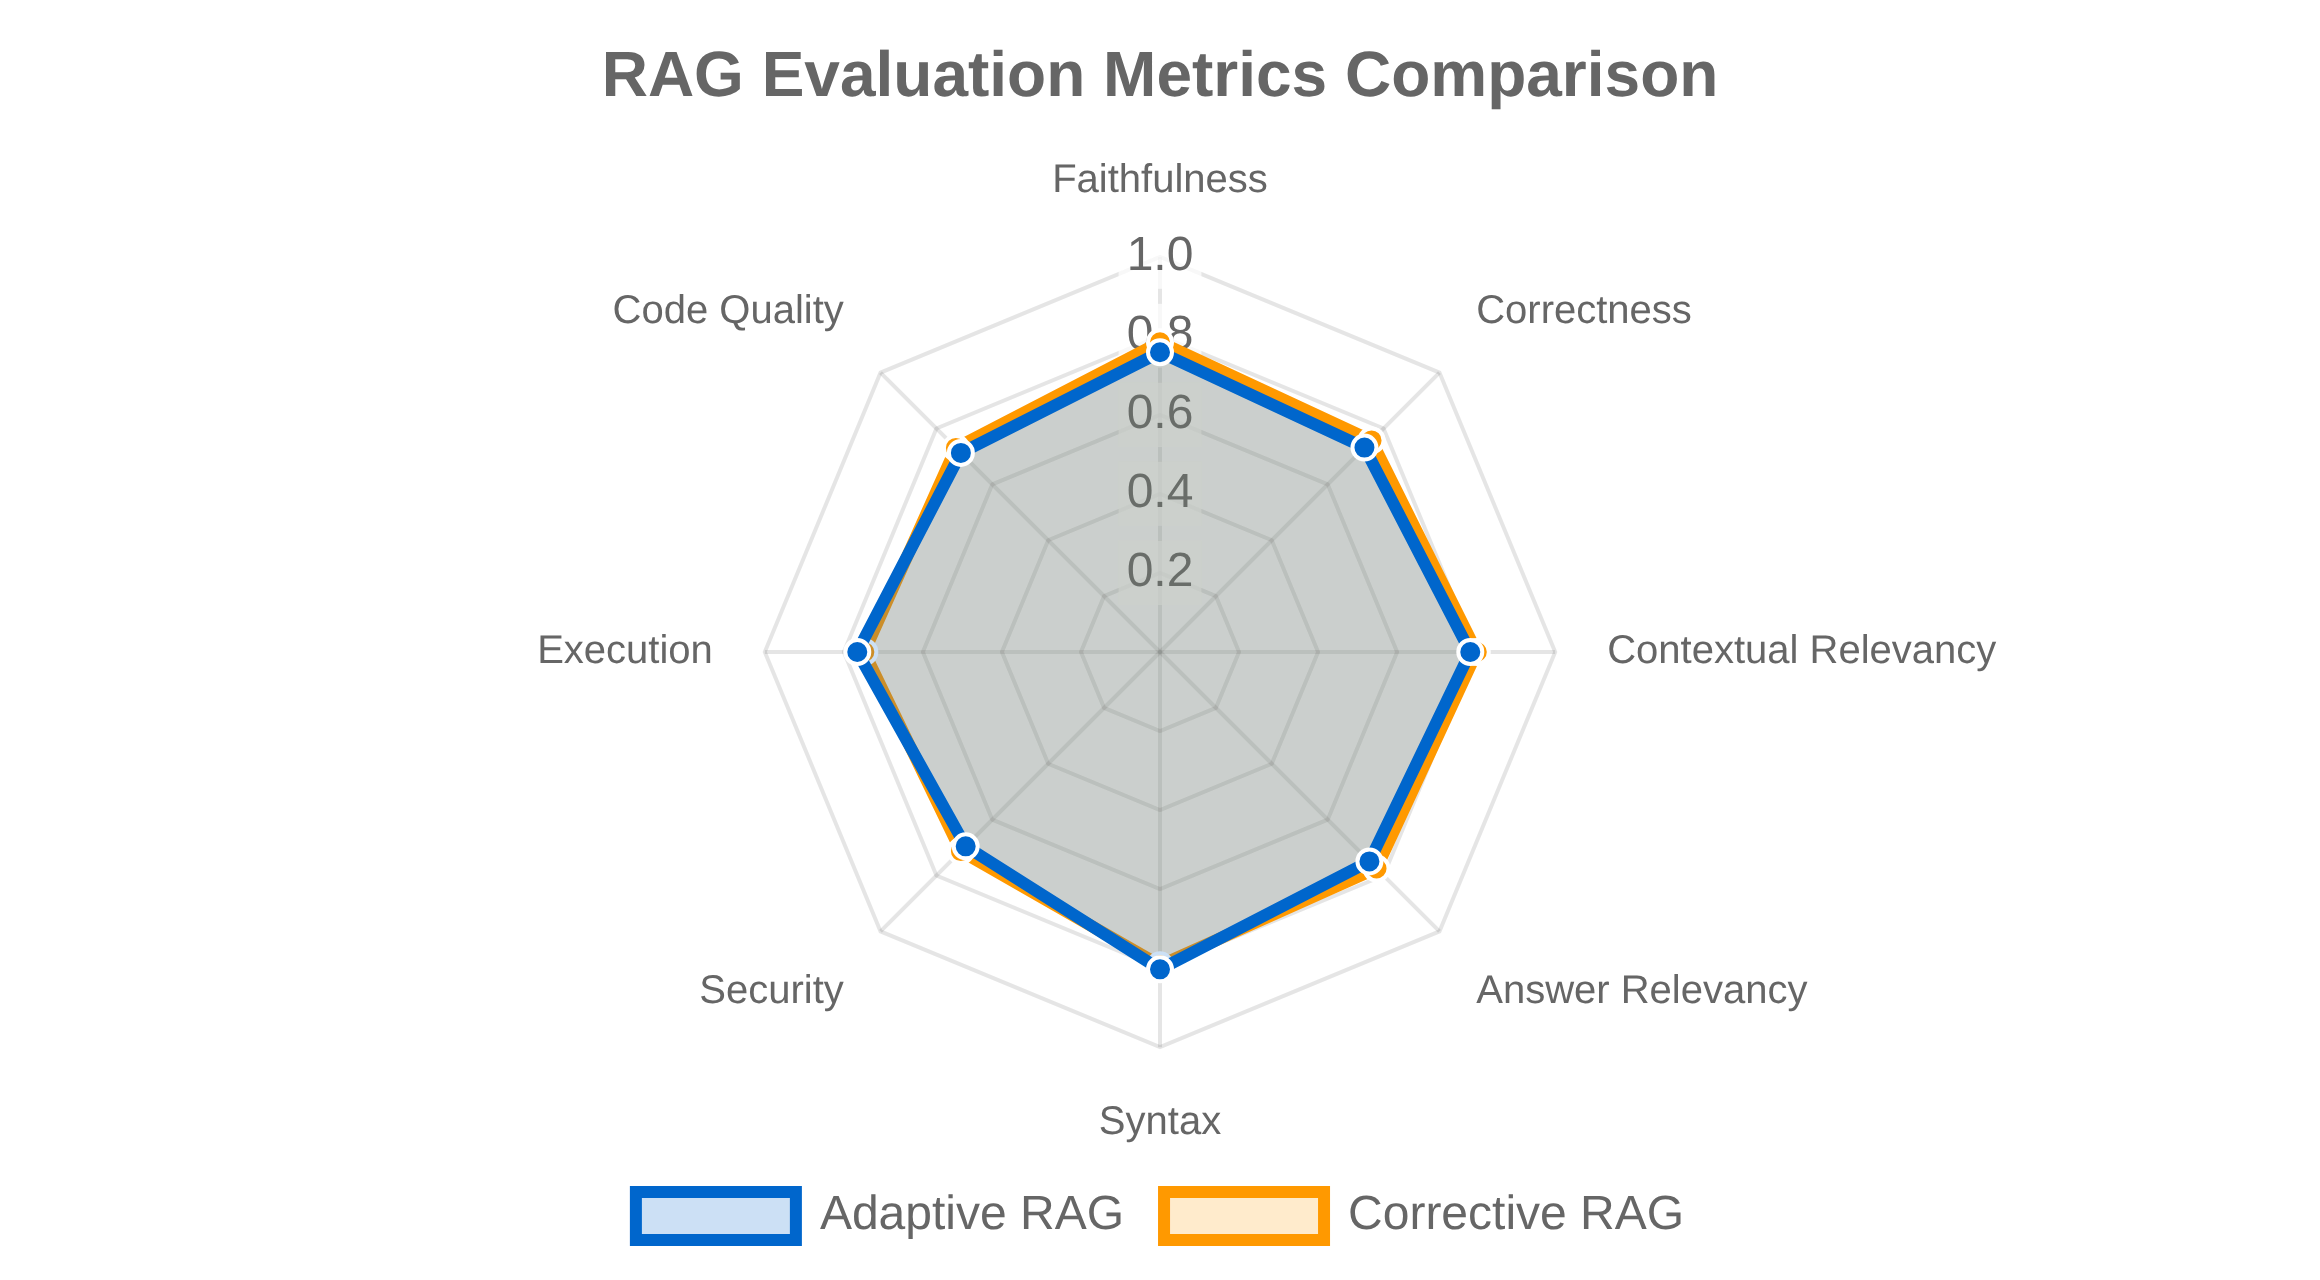 RAG Evaluation Metrics Comparison
Faithfulness
1.0
Code Quality
Correctness
0.8
0.6
0.4
0.2
Execution
Contextual Relevancy
Security
Answer Relevancy
Syntax
Adaptive RAG
Corrective RAG